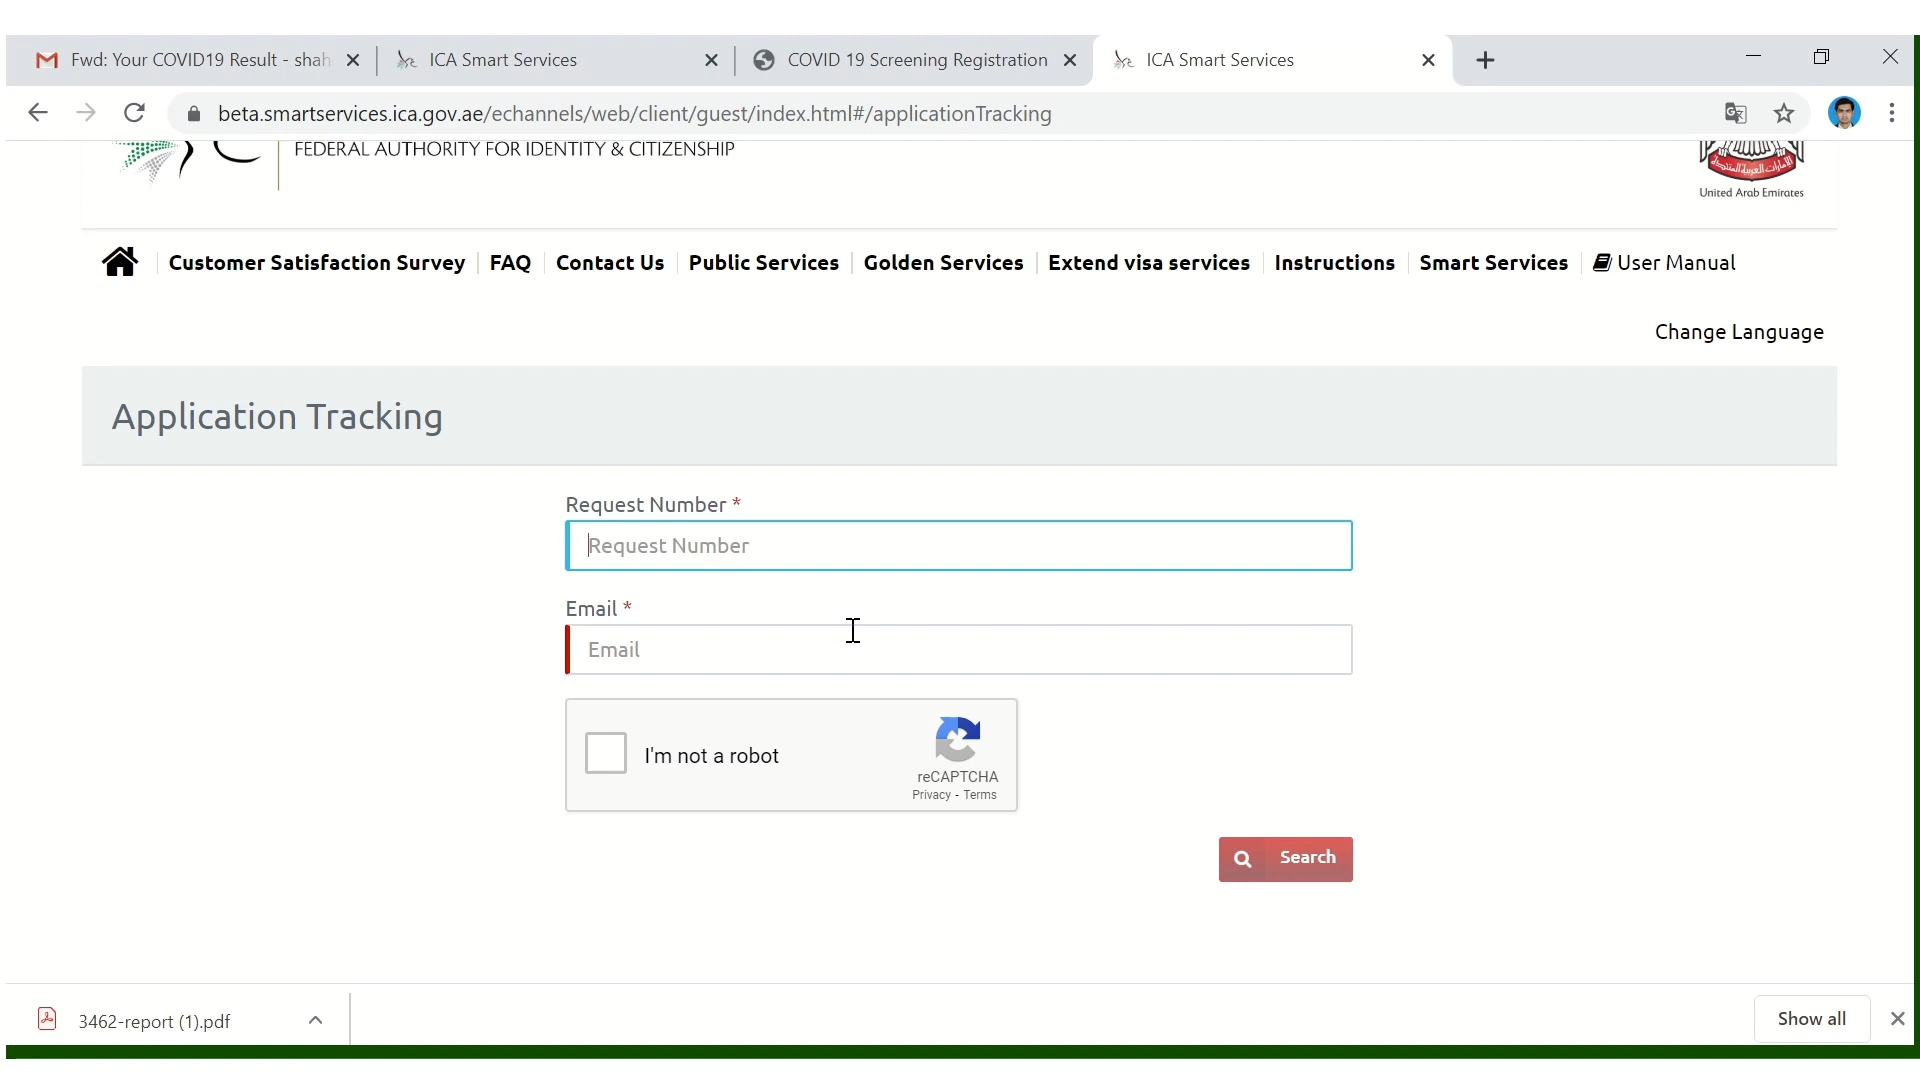 Fwd: Your COVID19 Result - shah
ICA Smart Services
COVID 19 Screening Registration
ICA Smart Services
beta.smartservices.ica.gov.ae/echannels/web/client/guest/index.html#/applicationTracking
FEDERAL AUTHORITY FOR IDENTITY & CITIZENSHIP
الإمارات العربية المتحدة
United Arab Emirates
Customer Satisfaction Survey
FAQ
Contact Us
Public Services
Golden Services
Extend visa services
Instructions
Smart Services
User Manual
Change Language
Application Tracking
Request Number *
Request Number
Email *
Email
I'm not a robot
reCAPTCHA
Privacy - Terms
Search
3462-report (1).pdf
Show all